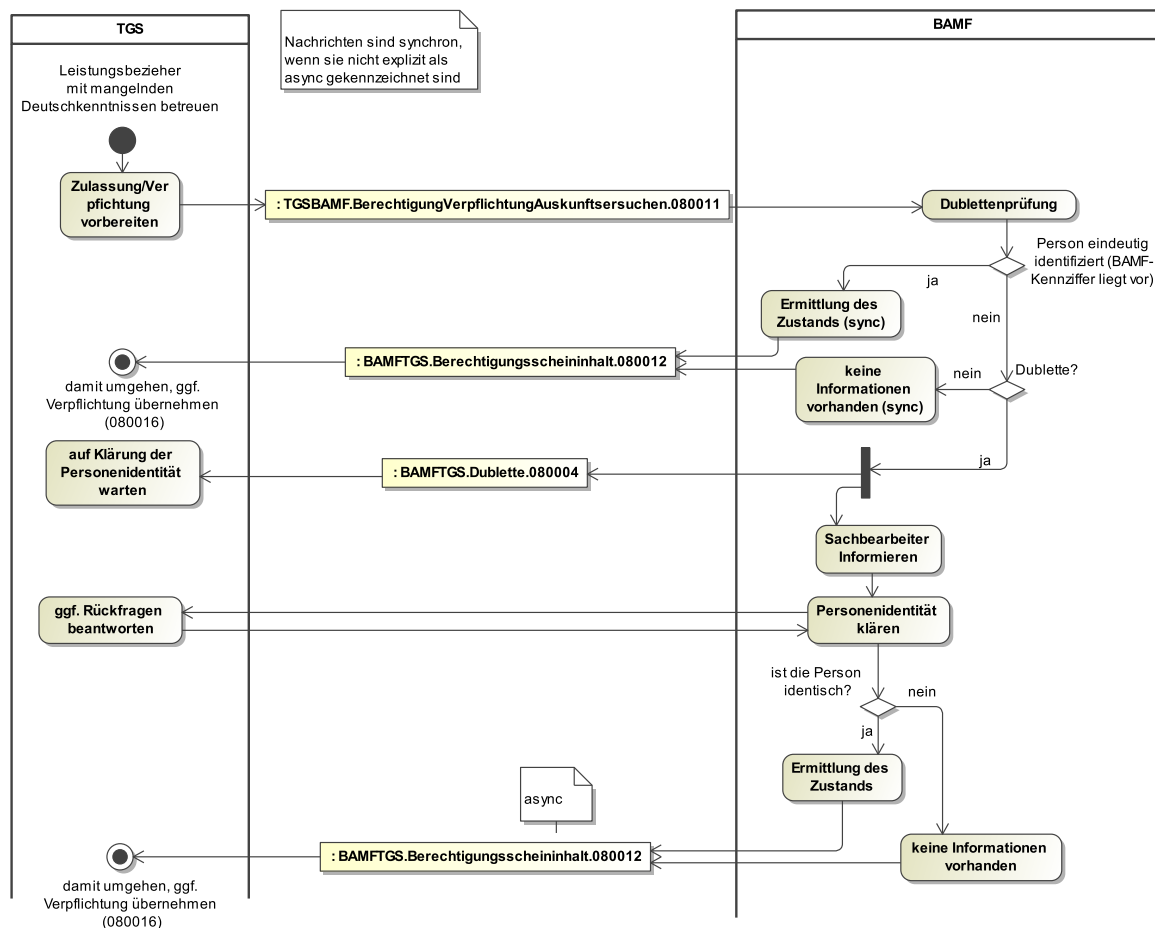 TGS
BAMF
Nachrichten sind synchron,
wenn sie nicht explizit als
async gekennzeichnet sind
Leistungsbezieher
mit mangelnden
Deutschkenntnissen betreuen
Zulassung/Ver
pfichtung
vorbereiten
: TGSBAMF.BerechtigungVerpflichtungAuskunftsersuchen.080011
Dublettenprüfung
Person eindeutig
identifiziert (BAMF-
Kennziffer liegt vor)
ja
nein
Ermittlung des
Zustands (sync)
: BAMFTGS.Berechtigungsscheininhalt.080012
damit umgehen, ggf.
Verpflichtung übernehmen
(080016)
keine
Informationen
vorhanden (sync)
nein
Dublette?
ja
auf Klärung der
Personenidentität
warten
: BAMFTGS.Dublette.080004
Sachbearbeiter
Informieren
ggf. Rückfragen
beantworten
Personenidentität
klären
ist die Person
identisch?
nein
ja
Ermittlung des
Zustands
async
: BAMFTGS.Berechtigungsscheininhalt.080012
keine Informationen
vorhanden
damit umgehen, ggf.
Verpflichtung übernehmen
(080016)